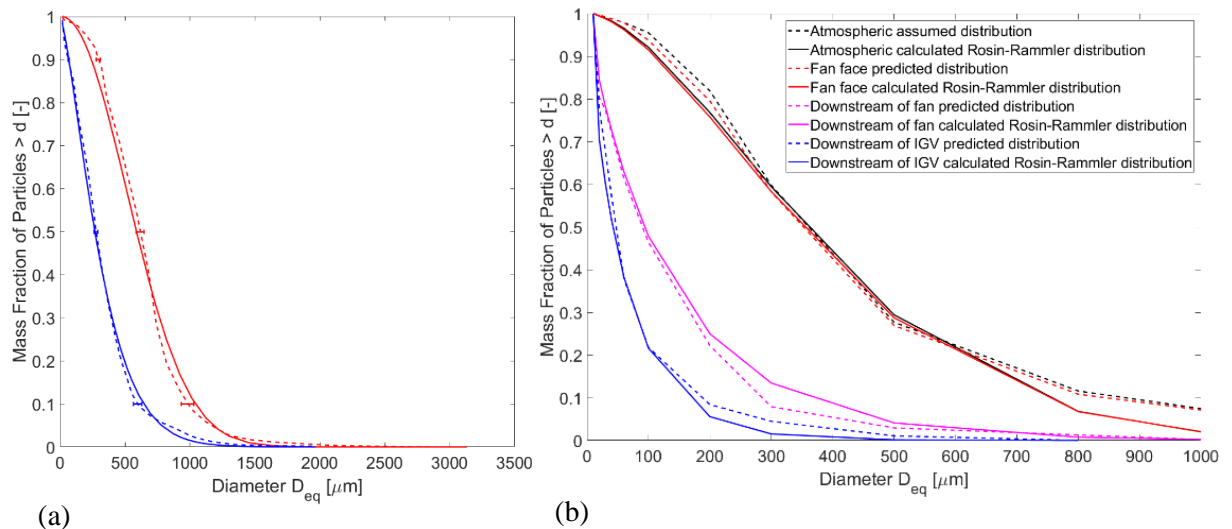 Mass Fraction of Particles > d [-]
1
0.9
0.8
0.7
0.6
0.5
0.4
0.3
0.2
0.1
0
0
500
1000
1500
2000
2500
3000
3500
Diameter D_eq [μm]
(a)
Mass Fraction of Particles > d [-]
1
0.9
0.8
0.7
0.6
0.5
0.4
0.3
0.2
0.1
0
Atmospheric assumed distribution
Atmospheric calculated Rosin-Rammler distribution
Fan face predicted distribution
Fan face calculated Rosin-Rammler distribution
Downstream of fan predicted distribution
Downstream of fan calculated Rosin-Rammler distribution
Downstream of IGV predicted distribution
Downstream of IGV calculated Rosin-Rammler distribution
0
100
200
300
400
500
600
700
800
900
1000
Diameter D_eq [μm]
(b)